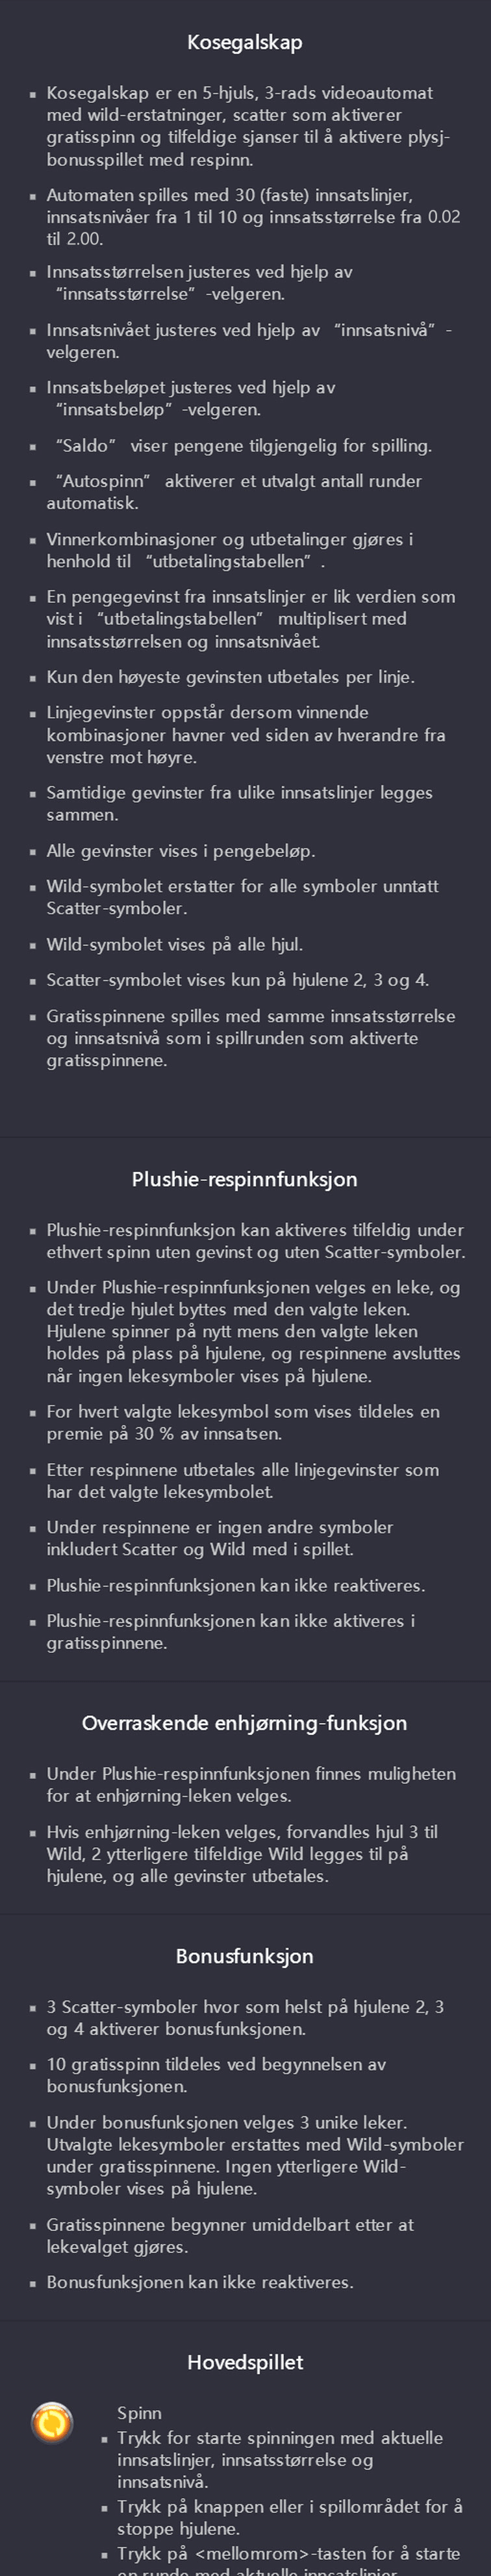 Kosegalskap
Kosegalskap er en 5-hjuls, 3-rads videoautomat
med wild-erstatninger, scatter som aktiverer
gratisspinn og tilfeldige sjanser til å aktivere plysj-
bonusspillet med respinn.
Automaten spilles med 30 (faste) innsatslinjer,
innsatsnivåer fra 1 til 10 og innsatsstørrelse fra 0.02
til 2.00.
Innsatsstørrelsen justeres ved hjelp av
“innsatsstørrelse” -velgeren.
Innsatsnivået justeres ved hjelp av “innsatsnivå” -
velgeren.
Innsatsbeløpet justeres ved hjelp av
“innsatsbeløp” -velgeren.
“Saldo” viser pengene tilgjengelig for spilling.
“Autospinn” aktiverer et utvalgt antall runder
automatisk.
Vinnerkombinasjoner og utbetalinger gjøres i
henhold til “utbetalingstabellen” .
En pengegevinst fra innsatslinjer er lik verdien som
vist i “utbetalingstabellen” multiplisert med
innsatsstørrelsen og innsatsnivået.
Kun den høyeste gevinsten utbetales per linje.
Linjegevinster oppstår dersom vinnende
kombinasjoner havner ved siden av hverandre fra
venstre mot høyre.
Samtidige gevinster fra ulike innsatslinjer legges
sammen.
Alle gevinster vises i pengebeløp.
Wild-symbolet erstatter for alle symboler unntatt
Scatter-symboler.
Wild-symbolet vises på alle hjul.
Scatter-symbolet vises kun på hjulene 2, 3 og 4.
Gratisspinnene spilles med samme innsatsstørrelse
og innsatsnivå som i spillrunden som aktiverte
gratisspinnene.
Plushie-respinnfunksjon
Plushie-respinnfunksjon kan aktiveres tilfeldig under
ethvert spinn uten gevinst og uten Scatter-symboler.
Under Plushie-respinnfunksjonen velges en leke, og
det tredje hjulet byttes med den valgte leken.
Hjulene spinner på nytt mens den valgte leken
holdes på plass på hjulene, og respinnene avsluttes
når ingen lekesymboler vises på hjulene.
For hvert valgte lekesymbol som vises tildeles en
premie på 30 % av innsatsen.
Etter respinnene utbetales alle linjegevinster som
har det valgte lekesymbolet.
Under respinnene er ingen andre symboler
inkludert Scatter og Wild med i spillet.
Plushie-respinnfunksjonen kan ikke reaktiveres.
Plushie-respinnfunksjonen kan ikke aktiveres i
gratisspinnene.
Overraskende enhjørning-funksjon
Under Plushie-respinnfunksjonen finnes muligheten
for at enhjørning-leken velges.
Hvis enhjørning-leken velges, forvandles hjul 3 til
Wild, 2 ytterligere tilfeldige Wild legges til på
hjulene, og alle gevinster utbetales.
Bonusfunksjon
3 Scatter-symboler hvor som helst på hjulene 2, 3
og 4 aktiverer bonusfunksjonen.
10 gratisspinn tildeles ved begynnelsen av
bonusfunksjonen.
Under bonusfunksjonen velges 3 unike leker.
Utvalgte lekesymboler erstattes med Wild-symboler
under gratisspinnene. Ingen ytterligere Wild-
symboler vises på hjulene.
Gratisspinnene begynner umiddelbart etter at
lekevalget gjøres.
Bonusfunksjonen kan ikke reaktiveres.
Hovedspillet
Spinn
Trykk for starte spinningen med aktuelle
innsatslinjer, innsatsstørrelse og
innsatsnivå.
Trykk på knappen eller i spillområdet for å
stoppe hjulene.
Trykk på <mellomrom>-tasten for å starte
en runde med aktuelle innsatslinjer,